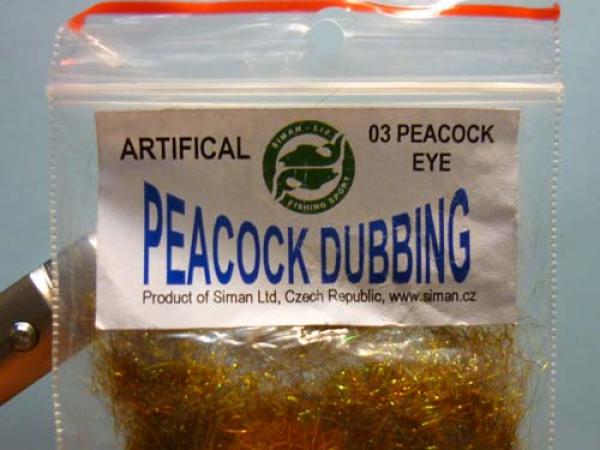 ARTIFICAL
SIMAN - Ltd
FISHING SPORT
03 PEACOCK
EYE
PEACOCK DUBBING
Product of Siman Ltd, Czech Republic, www.siman.cz